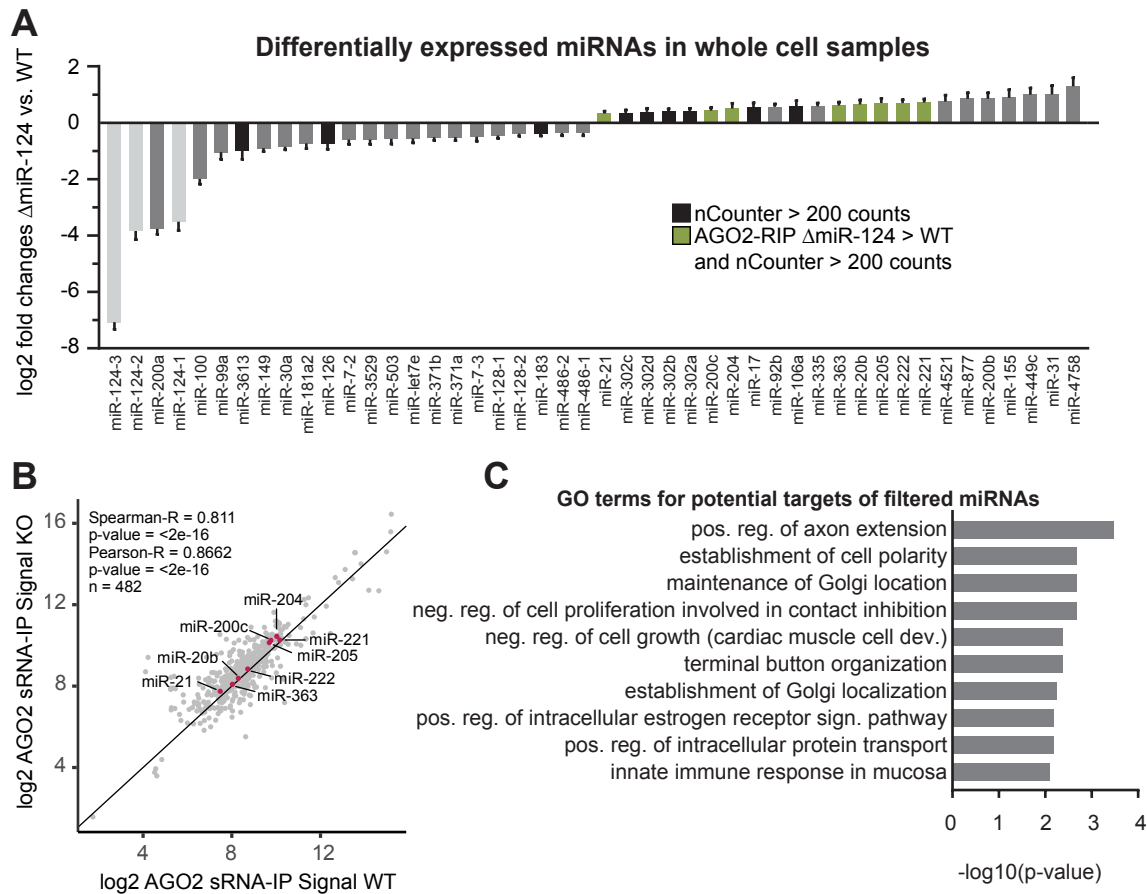 A
Differentially expressed miRNAs in whole cell samples
log2 fold changes ΔmiR-124 vs. WT
2
0
-2
-4
-6
-8
nCounter > 200 counts
AGO2-RIP ΔmiR-124 > WT
and nCounter > 200 counts
miR-124-3
miR-124-2
miR-200a
miR-124-1
miR-100
miR-99a
miR-3613
miR-149
miR-30a
miR-181a2
miR-126
miR-7-2
miR-3529
miR-503
miR-let7e
miR-371b
miR-371a
miR-7-3
miR-128-1
miR-128-2
miR-183
miR-486-2
miR-486-1
miR-21
miR-302c
miR-302d
miR-302b
miR-302a
miR-200c
miR-204
miR-17
miR-92b
miR-106a
miR-335
miR-363
miR-20b
miR-205
miR-222
miR-221
miR-4521
miR-877
miR-200b
miR-155
miR-449c
miR-31
miR-4758
B
log2 AGO2 sRNA-IP Signal KO
16
12
8
4
Spearman-R = 0.811
p-value = <2e-16
Pearson-R = 0.8662
p-value = <2e-16
n = 482
miR-204
miR-200c
miR-221
miR-205
miR-20b
miR-222
miR-21
miR-363
4
8
12
log2 AGO2 sRNA-IP Signal WT
C
GO terms for potential targets of filtered miRNAs
pos. reg. of axon extension
establishment of cell polarity
maintenance of Golgi location
neg. reg. of cell proliferation involved in contact inhibition
neg. reg. of cell growth (cardiac muscle cell dev.)
terminal button organization
establishment of Golgi localization
pos. reg. of intracellular estrogen receptor sign. pathway
pos. reg. of intracellular protein transport
innate immune response in mucosa
0
1
2
3
4
-log10(p-value)